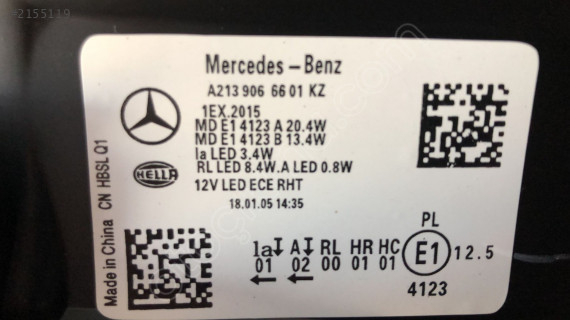 2155119
Mercedes-Benz
A213 906 66 01 KZ
1EX.2015
MD E1 4123 A 20.4W
MD E1 4123 B 13.4W
la LED 3.4W
RL LED 8.4W.A LED 0.8W
12V LED ECE RHT
18.01.05 14:35
HELLA
Made in China CN HBSL Q1
1a A RL HR HC
01 02 00 01 01
PL
E1 12.5
4123